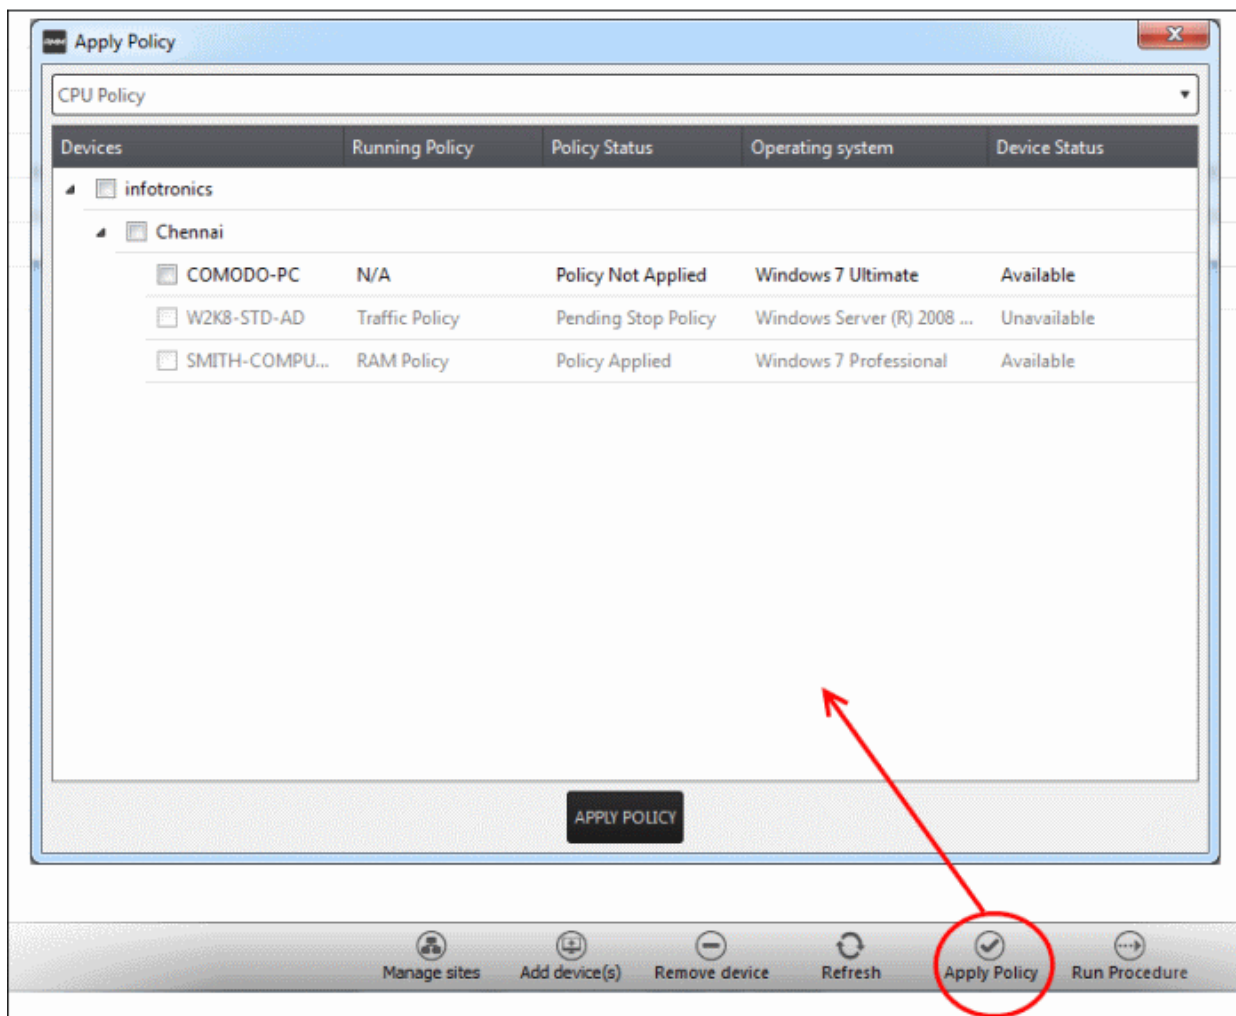 Apply Policy
CPU Policy
Devices Running Policy Policy Status Operating system Device Status
infotronics
Chennai
COMODO-PC N/A Policy Not Applied Windows 7 Ultimate Available
W2K8-STD-AD Traffic Policy Pending Stop Policy Windows Server (R) 2008 ... Unavailable
SMITH-COMPU... RAM Policy Policy Applied Windows 7 Professional Available
APPLY POLICY
Manage sites Add device(s) Remove device Refresh Apply Policy Run Procedure